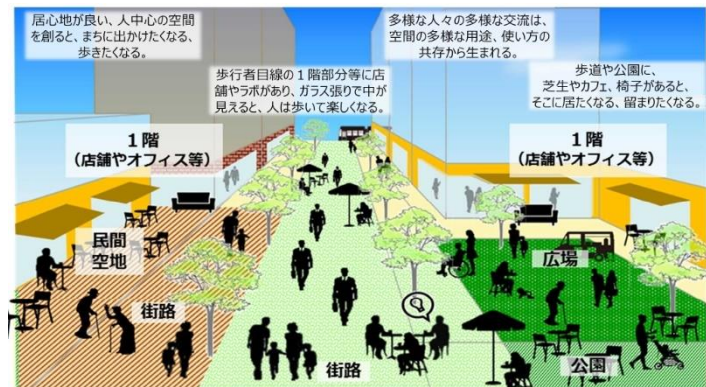 居心地が良い、人中心の空間
を創ると、まちに出かけたくなる、
歩きたくなる。
多様な人々の多様な交流は、
空間の多様な用途、使い方の
共存から生まれる。
歩行者目線の１階部分等に店
舗やラボがあり、ガラス張りで中が
見えると、人は歩いて楽しくなる。
歩道や公園に、
芝生やカフェ、椅子があると、
そこに居たくなる、留まりたくなる。
１階
（店舗やオフィス等）
１階
（店舗やオフィス等）
民間
空地
広場
街路
街路
公園